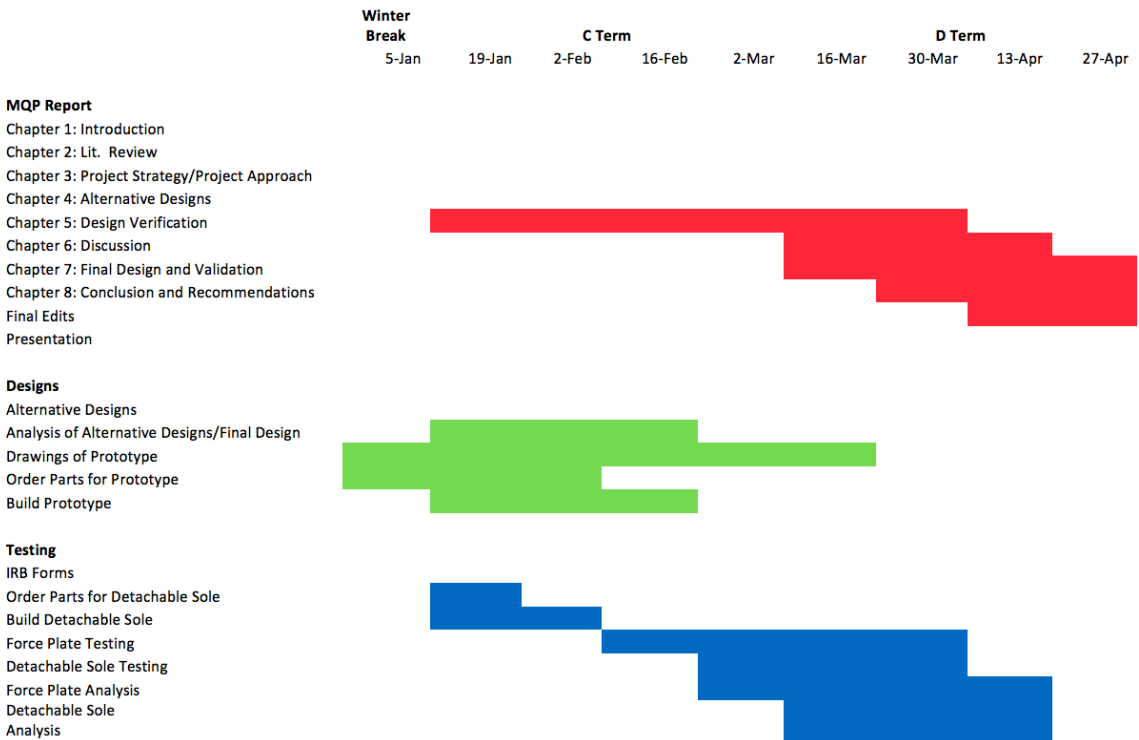 Winter
Break C Term D Term
5-Jan 19-Jan 2-Feb 16-Feb 2-Mar 16-Mar 30-Mar 13-Apr 27-Apr
MQP Report
Chapter 1: Introduction
Chapter 2: Lit. Review
Chapter 3: Project Strategy/Project Approach
Chapter 4: Alternative Designs
Chapter 5: Design Verification
Chapter 6: Discussion
Chapter 7: Final Design and Validation
Chapter 8: Conclusion and Recommendations
Final Edits
Presentation
Designs
Alternative Designs
Analysis of Alternative Designs/Final Design
Drawings of Prototype
Order Parts for Prototype
Build Prototype
Testing
IRB Forms
Order Parts for Detachable Sole
Build Detachable Sole
Force Plate Testing
Detachable Sole Testing
Force Plate Analysis
Detachable Sole
Analysis